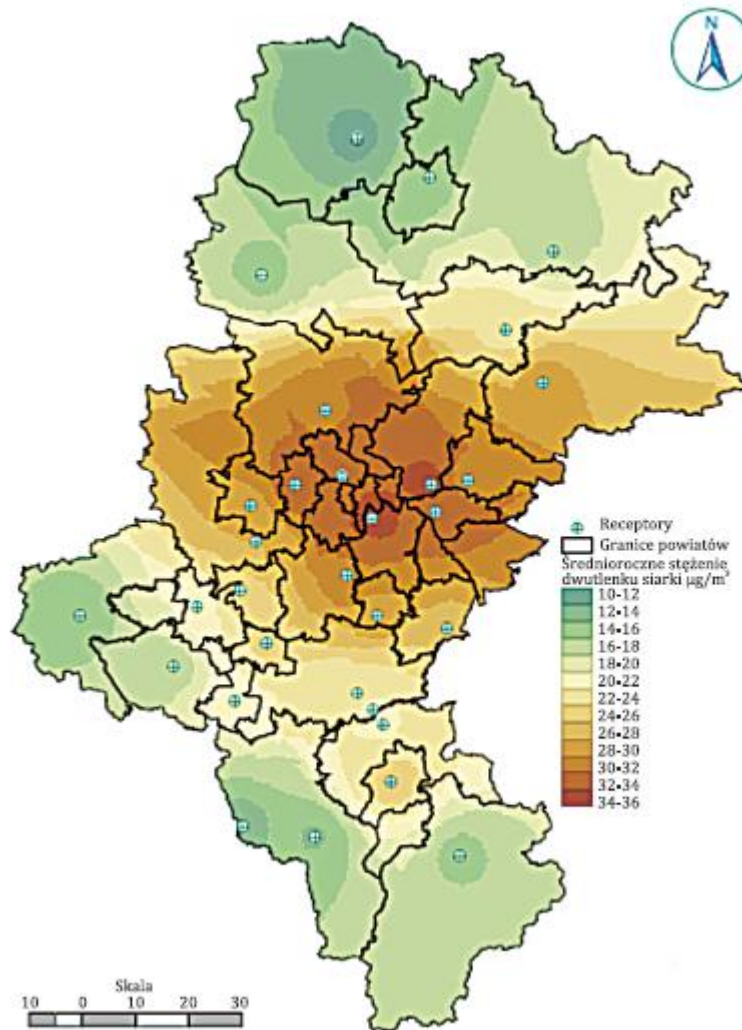 N
Receptory
Granice powiatów
Średnioroczne stężenie
dwutlenku siarki µg/m³
10-12
12•14
14•16
16-18
18•20
20•22
22•24
24•26
26•28
28-30
30•32
32•34
34-36
Skala
10 0 10 20 30